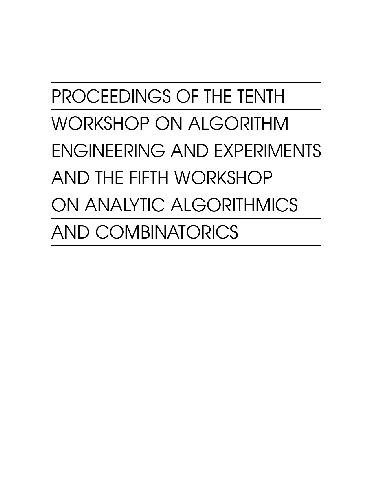 PROCEEDINGS OF THE TENTH
WORKSHOP ON ALGORITHM
ENGINEERING AND EXPERIMENTS
AND THE FIFTH WORKSHOP
ON ANALYTIC ALGORITHMICS
AND COMBINATORICS